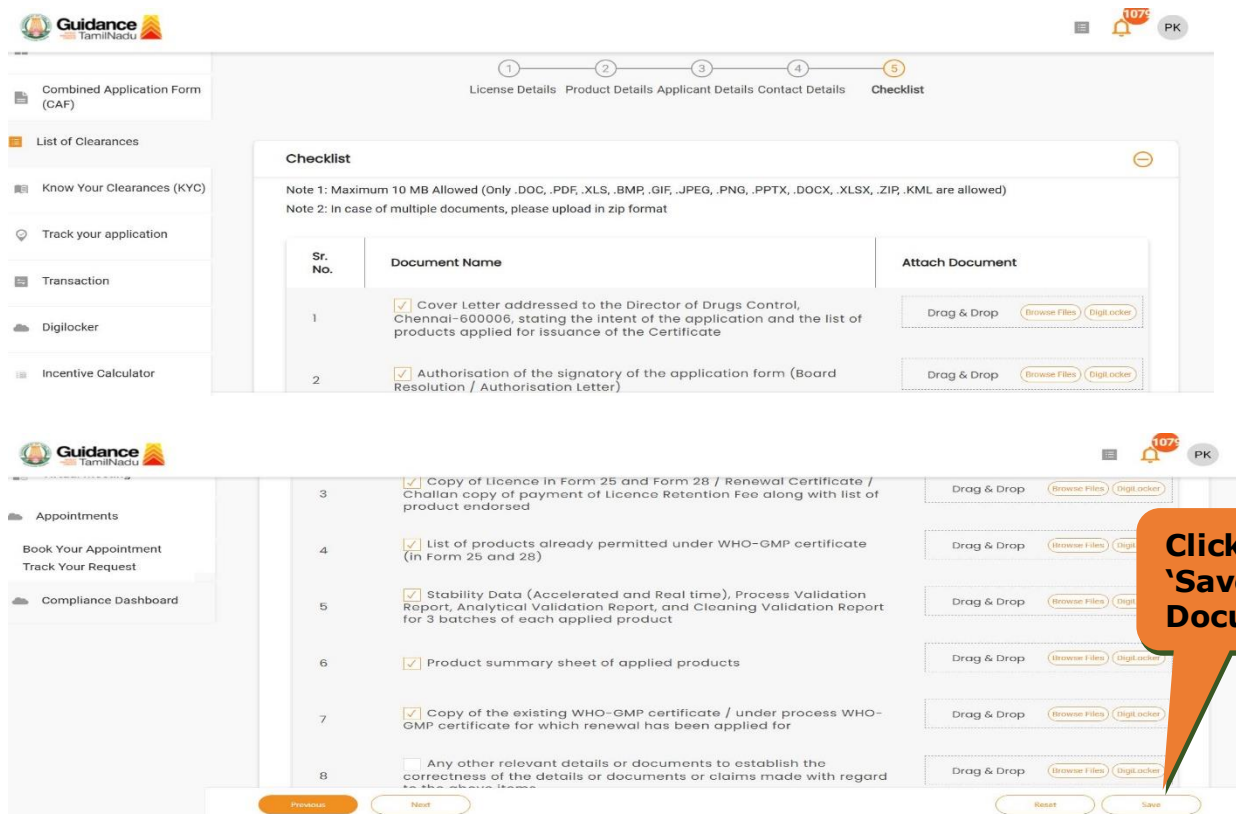 Guidance
TamilNadu
1079
PK
1
2
3
4
5
License Details Product Details Applicant Details Contact Details Checklist
Combined Application Form
(CAF)
List of Clearances
Know Your Clearances (KYC)
Track your application
Transaction
Digilocker
Incentive Calculator
Checklist
Note 1: Maximum 10 MB Allowed (Only .DOC, .PDF, .XLS, .BMP, .GIF, .JPEG, .PNG, .PPTX, .DOCX, .XLSX, .ZIP, .KML are allowed)
Note 2: In case of multiple documents, please upload in zip format
Sr.
No.
Document Name
Attach Document
1
Cover Letter addressed to the Director of Drugs Control,
Chennai-600006, stating the intent of the application and the list of
products applied for issuance of the Certificate
Drag & Drop Browse Files DigiLocker
2
Authorisation of the signatory of the application form (Board
Resolution / Authorisation Letter)
Drag & Drop Browse Files DigiLocker
Guidance
TamilNadu
1079
PK
Appointments
Book Your Appointment
Track Your Request
Compliance Dashboard
3
Copy of Licence in Form 25 and Form 28 / Renewal Certificate /
Challan copy of payment of Licence Retention Fee along with list of
product endorsed
Drag & Drop Browse Files DigiLocker
4
List of products already permitted under WHO-GMP certificate
(in Form 25 and 28)
Drag & Drop Browse Files
5
Stability Data (Accelerated and Real time), Process Validation
Report, Analytical Validation Report, and Cleaning Validation Report
for 3 batches of each applied product
Drag & Drop Browse Files
6
Product summary sheet of applied products
Drag & Drop Browse Files DigiLocker
7
Copy of the existing WHO-GMP certificate / under process WHO-
GMP certificate for which renewal has been applied for
Drag & Drop Browse Files DigiLocker
8
Any other relevant details or documents to establish the
correctness of the details or documents or claims made with regard
to the above items
Drag & Drop Browse Files DigiLocker
Click
‘Save
Docu
Previous
Next
Reset
Save